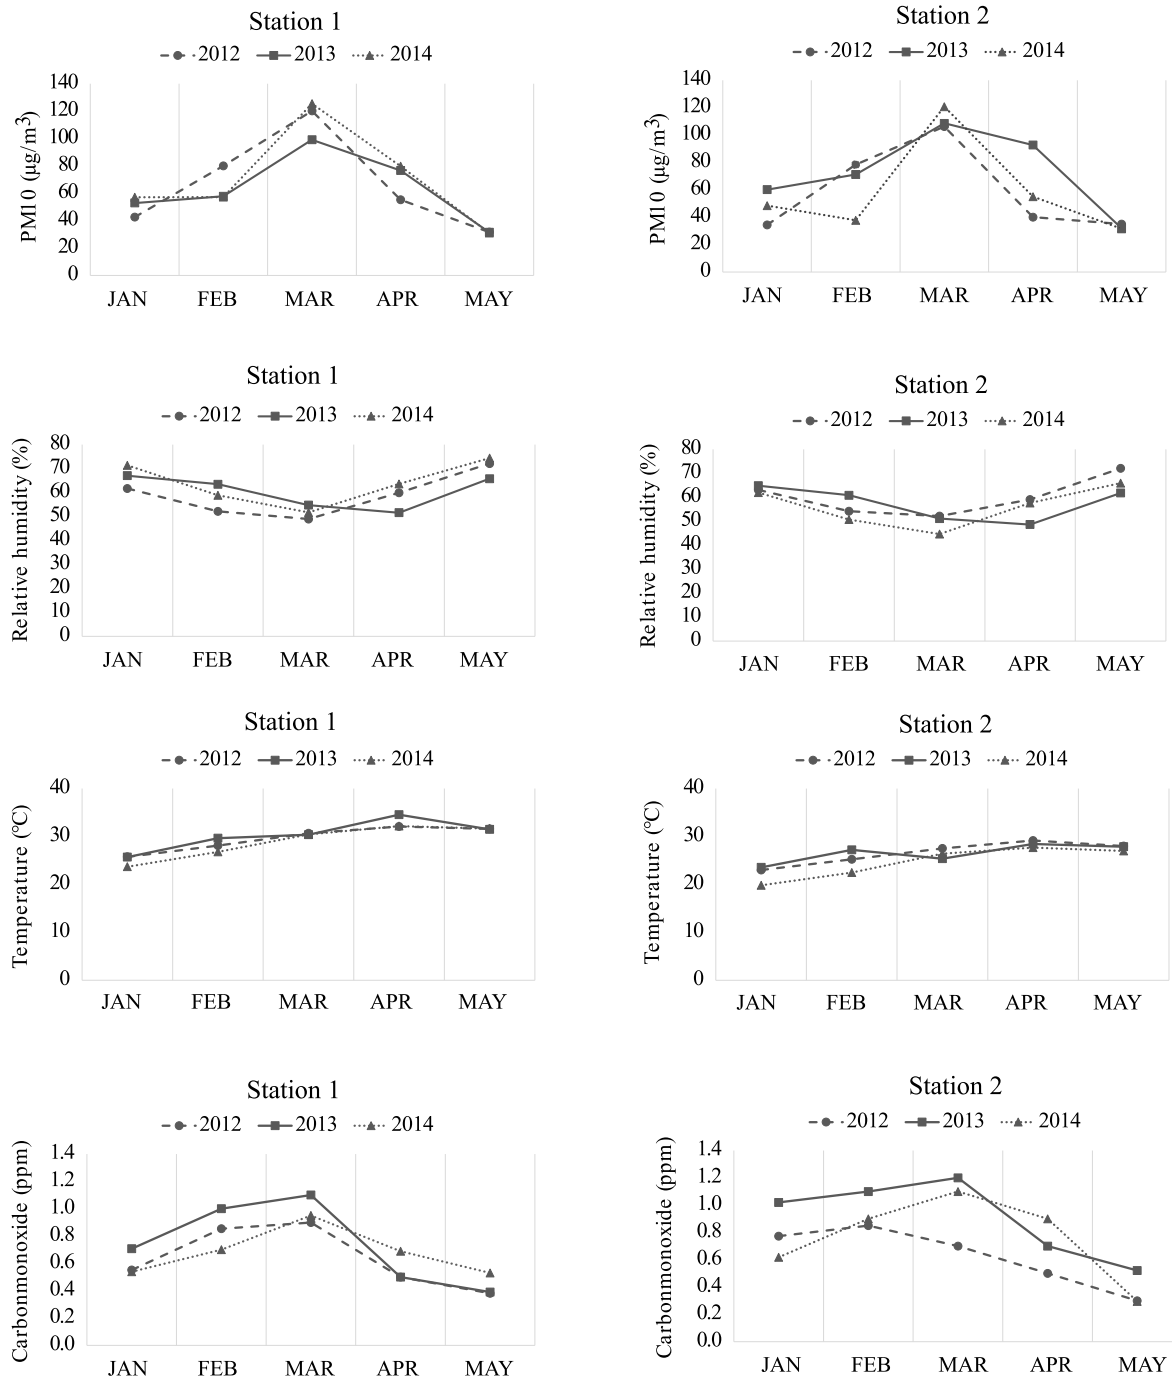 Station 1
2012 2013 2014
PM10 (µg/m³)
140
120
100
80
60
40
20
0
JAN FEB MAR APR MAY
Station 2
2012 2013 2014
PM10 (µg/m³)
140
120
100
80
60
40
20
0
JAN FEB MAR APR MAY
Station 1
2012 2013 2014
Relative humidity (%)
80
70
60
50
40
30
20
10
0
JAN FEB MAR APR MAY
Station 2
2012 2013 2014
Relative humidity (%)
80
70
60
50
40
30
20
10
0
JAN FEB MAR APR MAY
Station 1
2012 2013 2014
Temperature (℃)
40
30
20
10
0
JAN FEB MAR APR MAY
Station 2
2012 2013 2014
Temperature (℃)
40
30
20
10
0
JAN FEB MAR APR MAY
Station 1
2012 2013 2014
Carbonmonoxide (ppm)
1.4
1.2
1.0
0.8
0.6
0.4
0.2
0.0
JAN FEB MAR APR MAY
Station 2
2012 2013 2014
Carbonmonoxide (ppm)
1.4
1.2
1.0
0.8
0.6
0.4
0.2
0.0
JAN FEB MAR APR MAY